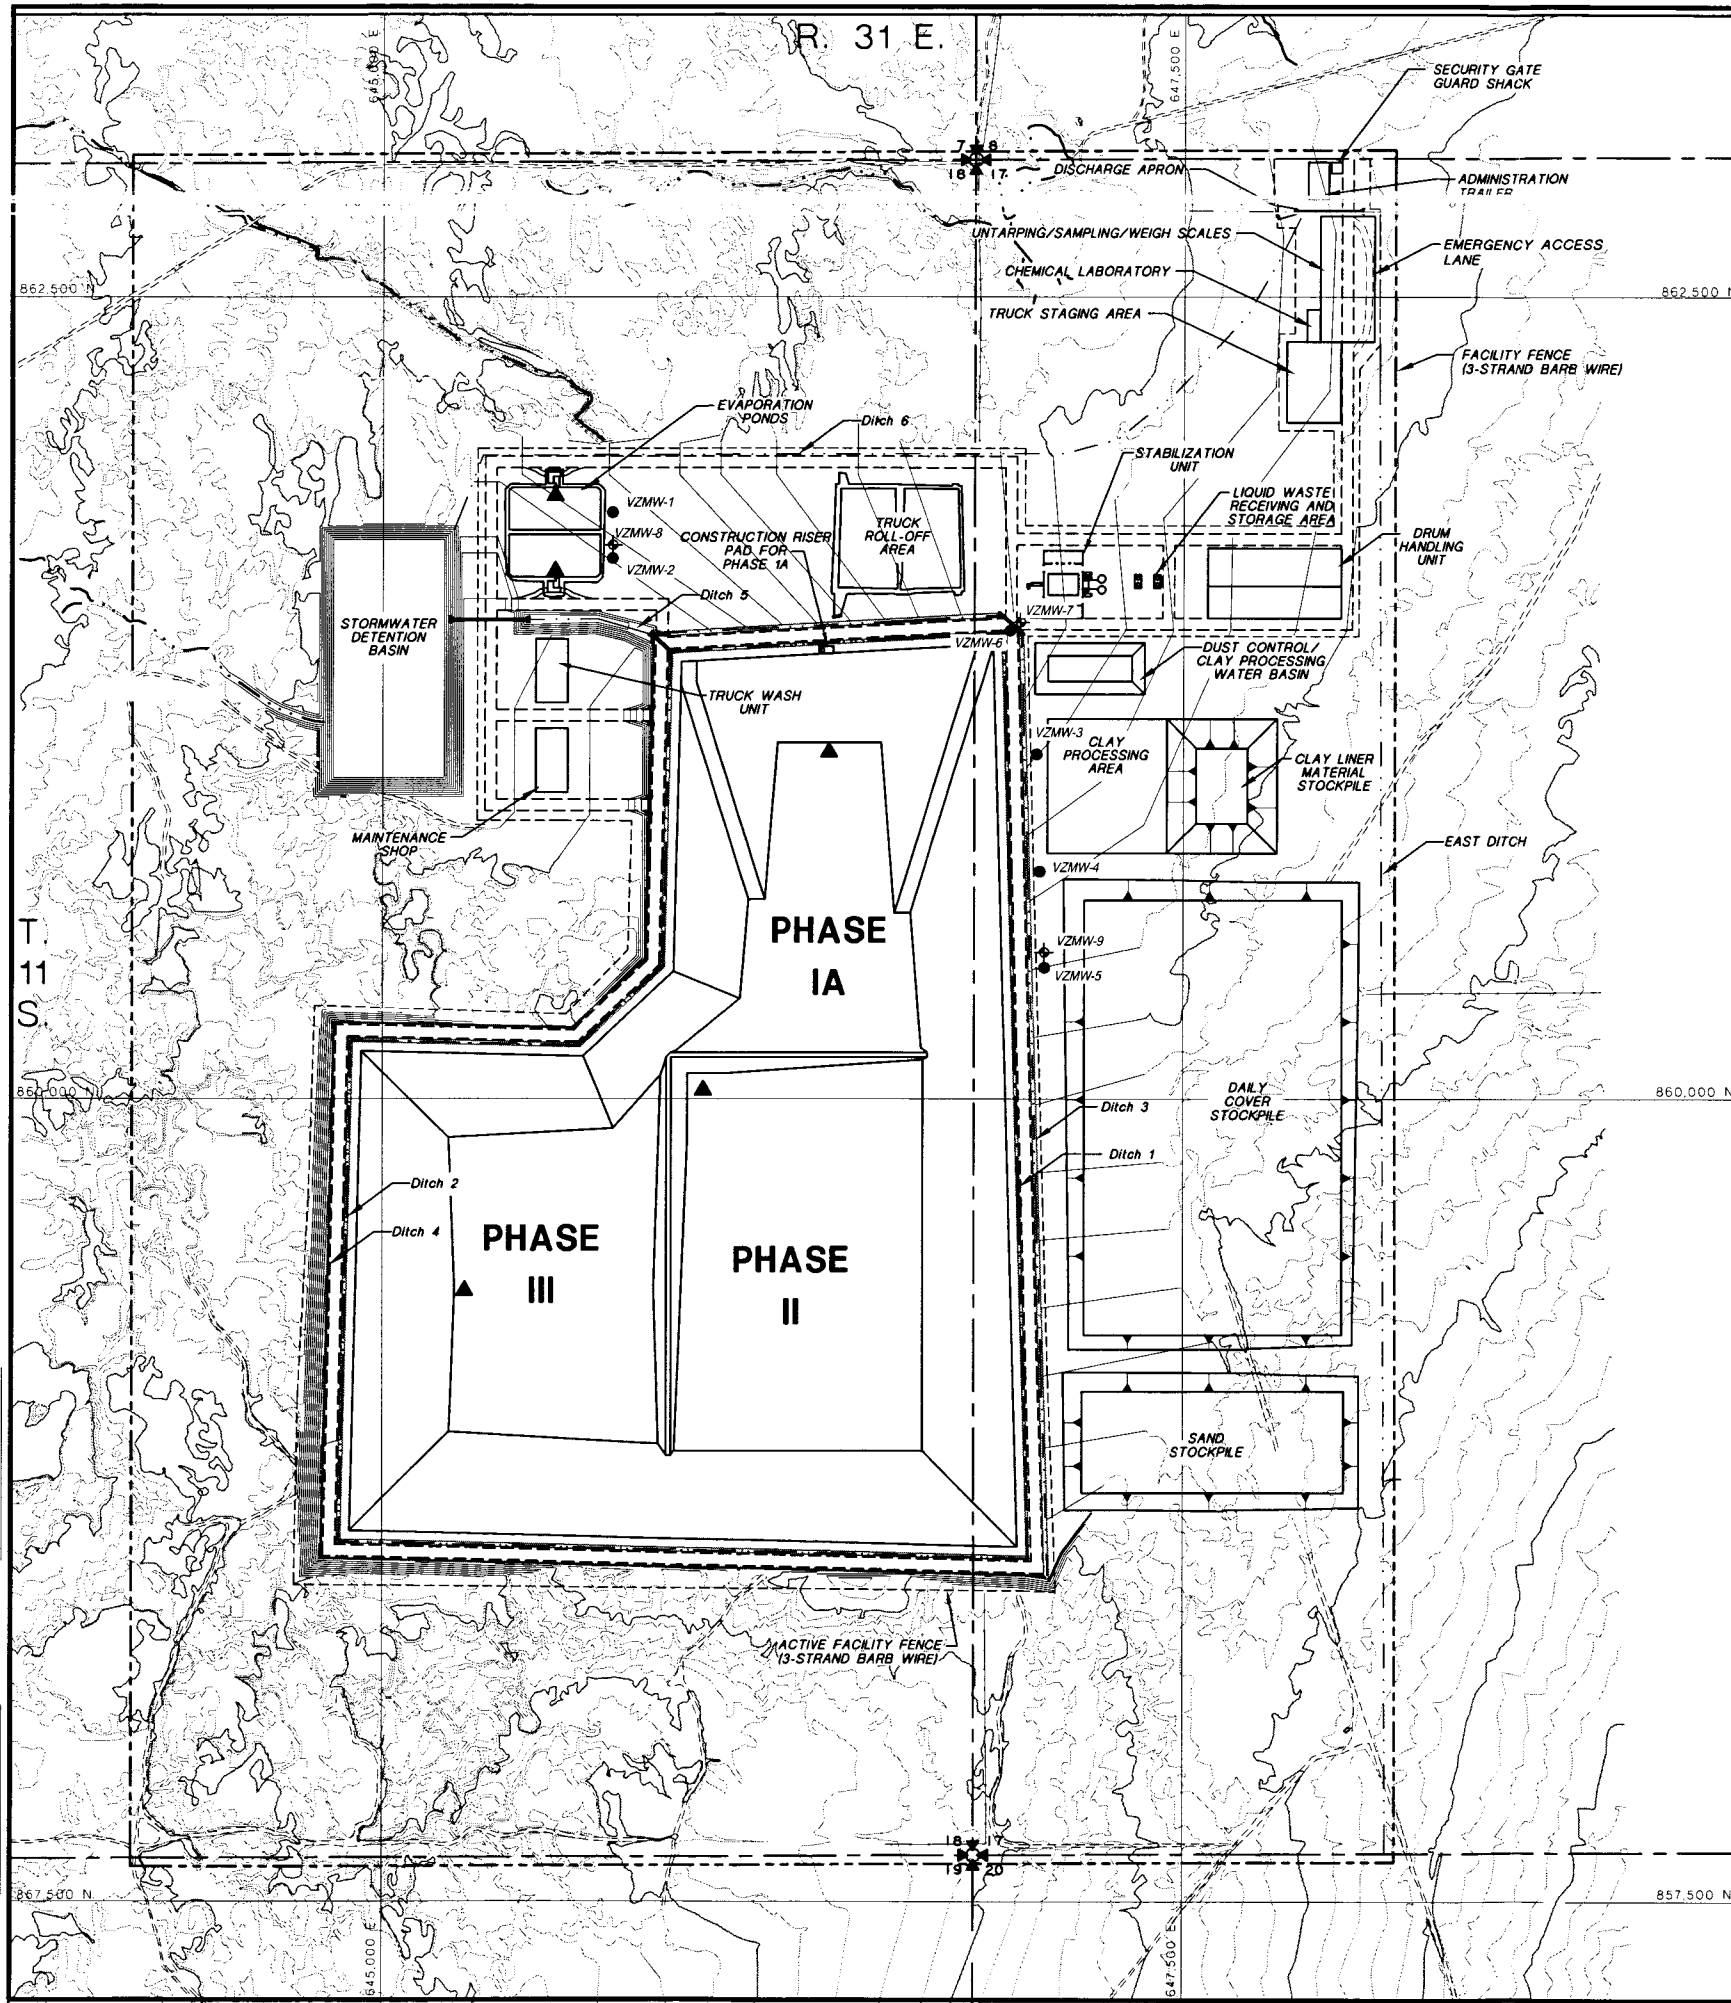 R. 31 E.
645,000 E
647,500 E
SECURITY GATE
GUARD SHACK
7 8
18 17
DISCHARGE APRON
ADMINISTRATION
TRAILER
UNTARPING/SAMPLING/WEIGH SCALES
EMERGENCY ACCESS
LANE
CHEMICAL LABORATORY
862,500 N
862,500 N
TRUCK STAGING AREA
FACILITY FENCE
(3-STRAND BARB WIRE)
EVAPORATION
PONDS
Ditch 6
STABILIZATION
UNIT
LIQUID WASTE
RECEIVING AND
STORAGE AREA
VZMW-1
VZMW-8
VZMW-2
CONSTRUCTION RISER
PAD FOR
PHASE 1A
TRUCK
ROLL-OFF
AREA
DRUM
HANDLING
UNIT
Ditch 5
VZMW-7
STORMWATER
DETENTION
BASIN
VZMW-6
DUST CONTROL/
CLAY PROCESSING
WATER BASIN
TRUCK WASH
UNIT
VZMW-3
CLAY
PROCESSING
AREA
CLAY LINER
MATERIAL
STOCKPILE
MAINTENANCE
SHOP
EAST DITCH
VZMW-4
T.
11
S.
PHASE
IA
VZMW-9
VZMW-5
860,000 N
860,000 N
DAILY
COVER
STOCKPILE
Ditch 3
Ditch 1
Ditch 2
Ditch 4
PHASE
III
PHASE
II
SAND
STOCKPILE
ACTIVE FACILITY FENCE
(3-STRAND BARB WIRE)
18 17
19 20
857,500 N
857,500 N
645,000 E
647,500 E